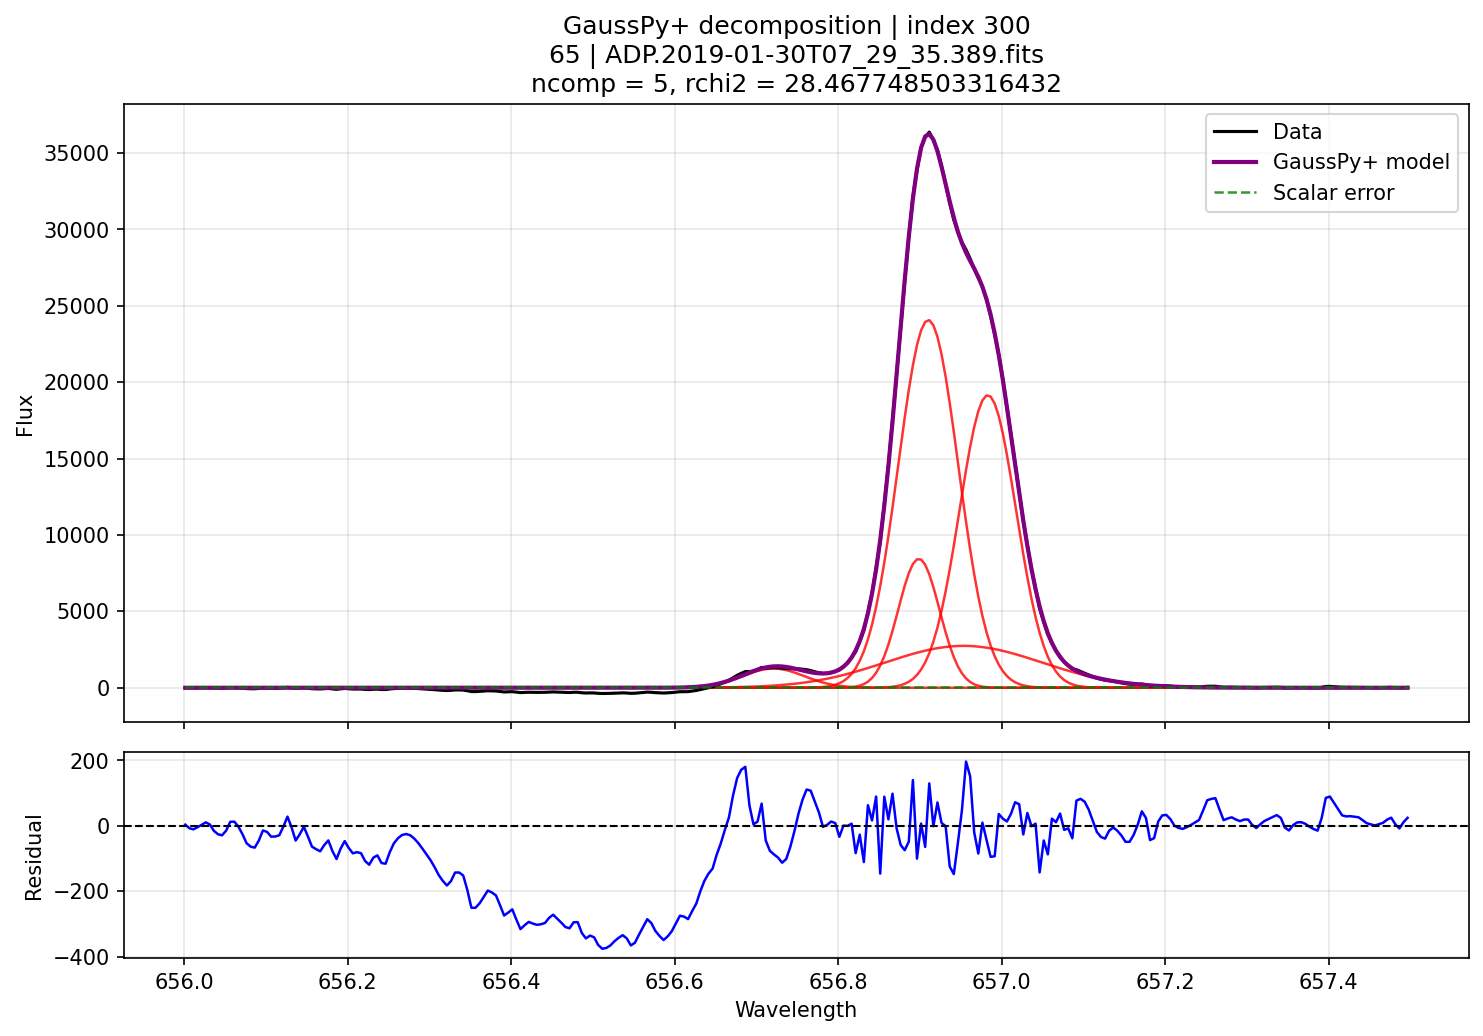 GaussPy+ decomposition | index 300
65 | ADP.2019-01-30T07_29_35.389.fits
ncomp = 5, rchi2 = 28.467748503316432
Data
GaussPy+ model
Scalar error
Flux
35000
30000
25000
20000
15000
10000
5000
0
Residual
200
0
−200
−400
656.0 656.2 656.4 656.6 656.8 657.0 657.2 657.4
Wavelength